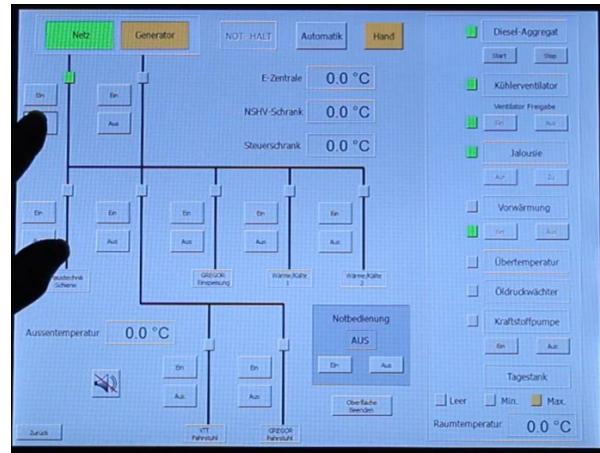 Netz
Generator
NOT HALT
Automatik
Hand
Diesel-Aggregat
Start
Stop
E-Zentrale
0.0 °C
Kühlerventilator
Ein
Ein
Ventilator Freigabe
NSHV-Schrank
0.0 °C
Aus
Ein
Aus
Steuerschrank
0.0 °C
Jalousie
Auf
Zu
Vorwärmung
Ein
Ein
Ein
Ein
Ein
Ein
Aus
Aus
Aus
Aus
Aus
Aus
Übertemperatur
Haustechnik
Schiene
GREGOR
Einspeisung
Wärme/Kälte
1
Wärme/Kälte
2
Öldruckwächter
Kraftstoffpumpe
Ein
Aus
Notbedienung
AUS
Ein
Aus
Aussentemperatur
0.0 °C
Ein
Ein
Aus
Aus
Tagestank
Leer
Min.
Max.
Oberfläche
Beenden
Raumtemperatur
0.0 °C
Zurück
VTT
Fahrstuhl
GREGOR
Fahrstuhl